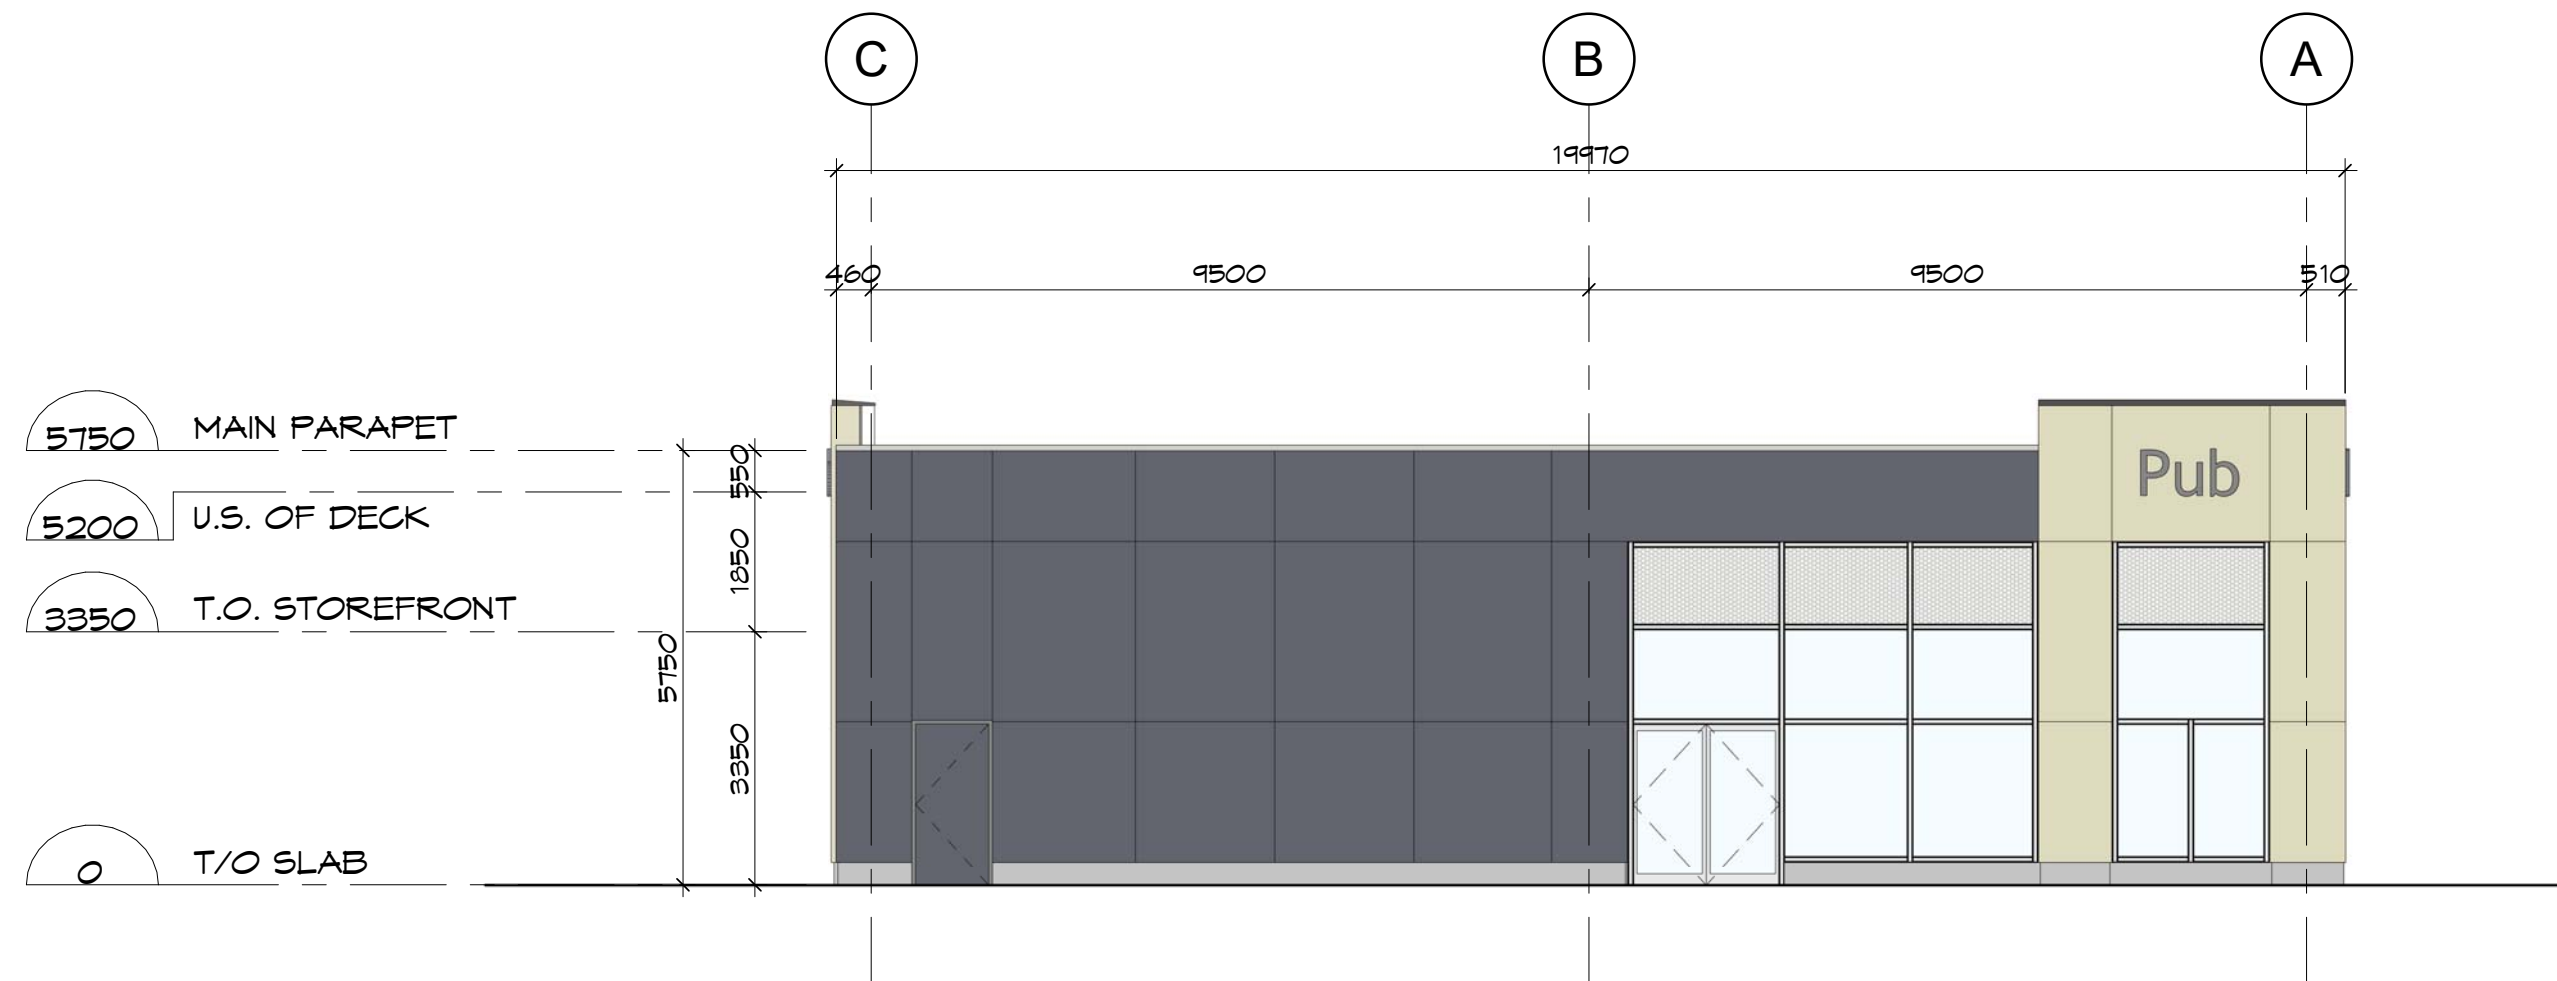 C B A
19970
460 9500 9500 510
5750 MAIN PARAPET
5200 U.S. OF DECK
3350 T.O. STOREFRONT
0 T/O SLAB
5750
550
1850
3350
Pub